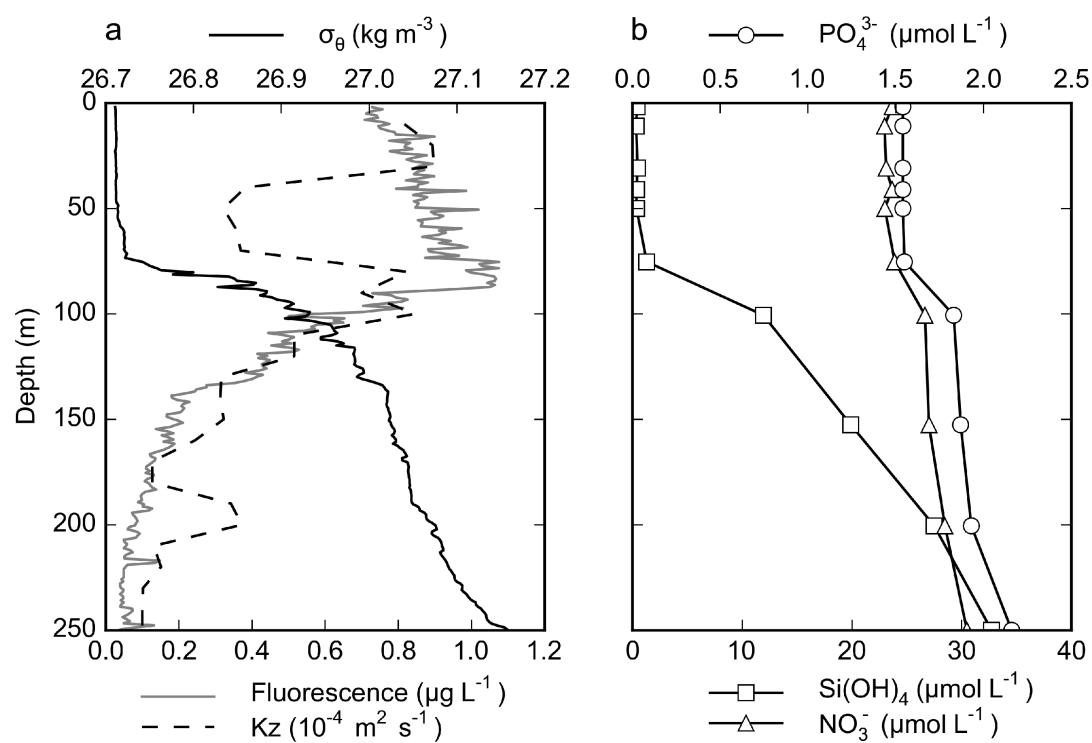 a σθ (kg m-3)
26.7 26.8 26.9 27.0 27.1 27.2
0
50
100
150
200
250
Depth (m)
0.0 0.2 0.4 0.6 0.8 1.0 1.2
Fluorescence (µg L-1)
Kz (10-4 m2 s-1)
b PO43- (µmol L-1)
0.0 0.5 1.0 1.5 2.0 2.5
0 10 20 30 40
Si(OH)4 (µmol L-1)
NO3- (µmol L-1)